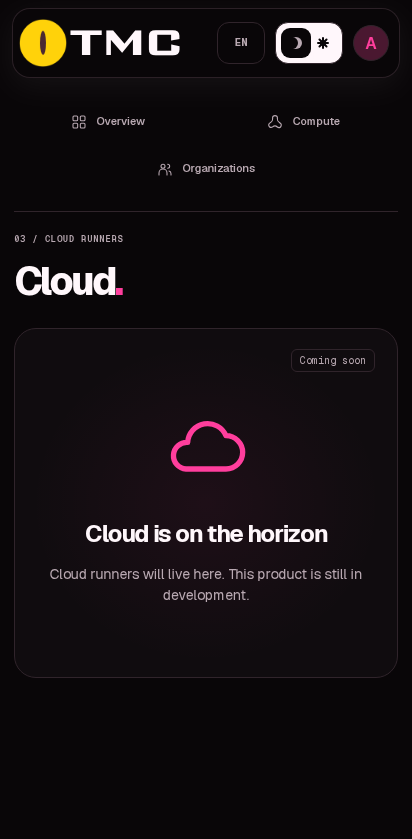 TMC
EN
A
Overview
Compute
Organizations
03 / CLOUD RUNNERS
Cloud.
Coming soon
Cloud is on the horizon
Cloud runners will live here. This product is still in
development.